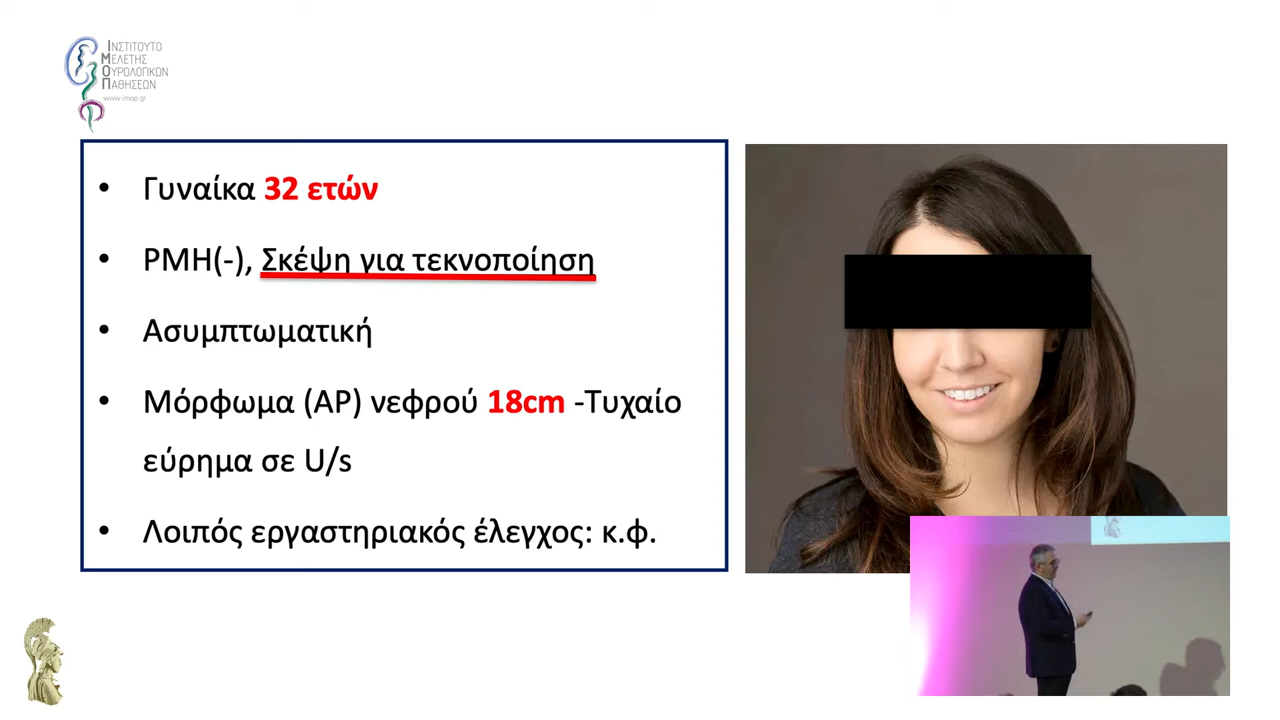 ΙΝΣΤΙΤΟΥΤΟ
ΜΕΛΕΤΗΣ
ΟΥΡΟΛΟΓΙΚΩΝ
ΠΑΘΗΣΕΩΝ
www.imop.gr
• Γυναίκα 32 ετών
• PMH(-), Σκέψη για τεκνοποίηση
• Ασυμπτωματική
• Μόρφωμα (ΑΡ) νεφρού 18cm -Τυχαίο
εύρημα σε U/s
• Λοιπός εργαστηριακός έλεγχος: κ.φ.